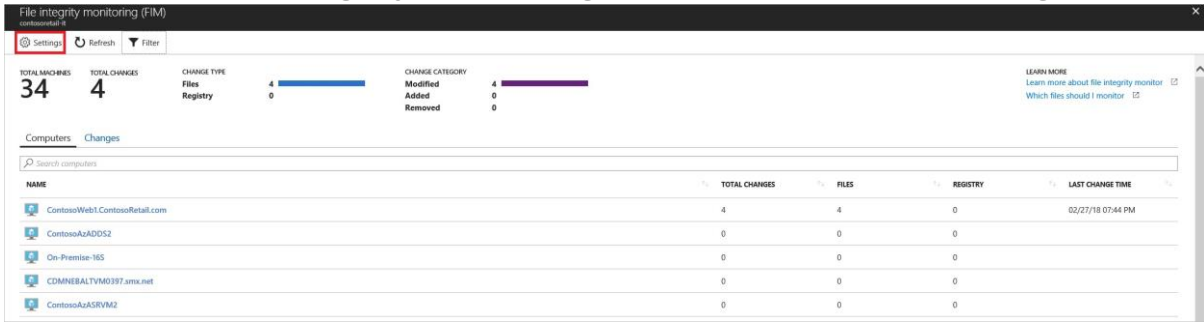 File integrity monitoring (FIM)
contosoretail-it
Settings Refresh Filter
TOTAL MACHINES TOTAL CHANGES CHANGE TYPE CHANGE CATEGORY LEARN MORE
34 4 Files 4 Modified 4 Learn more about file integrity monitor
Registry 0 Added 0 Which files should I monitor
Removed 0
Computers Changes
Search computers
NAME TOTAL CHANGES FILES REGISTRY LAST CHANGE TIME
ContosoWeb1.ContosoRetail.com 4 4 0 02/27/18 07:44 PM
ContosoAzADDS2 0 0 0
On-Premise-16S 0 0 0
CDMNEBALTVM0397.smx.net 0 0 0
ContosoAzASRVM2 0 0 0